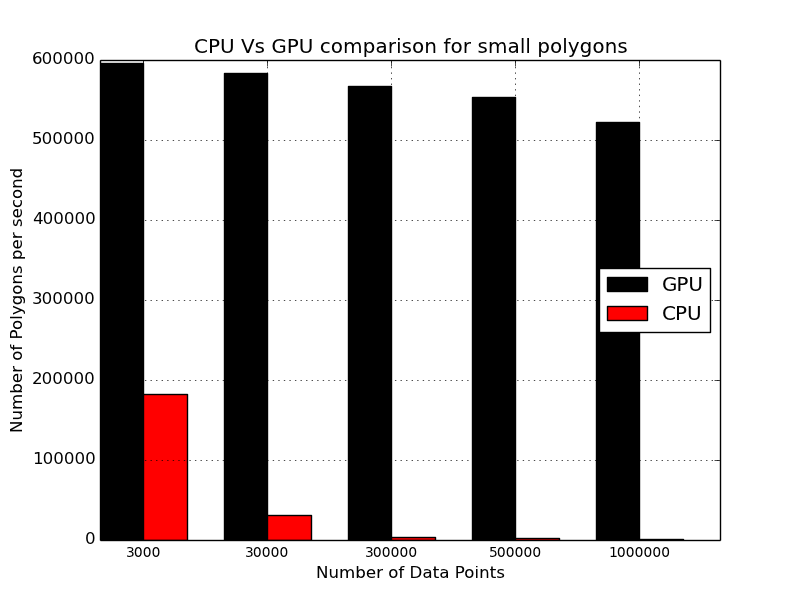 CPU Vs GPU comparison for small polygons
600000
500000
400000
300000
200000
100000
0
Number of Polygons per second
GPU
CPU
3000 30000 300000 500000 1000000
Number of Data Points